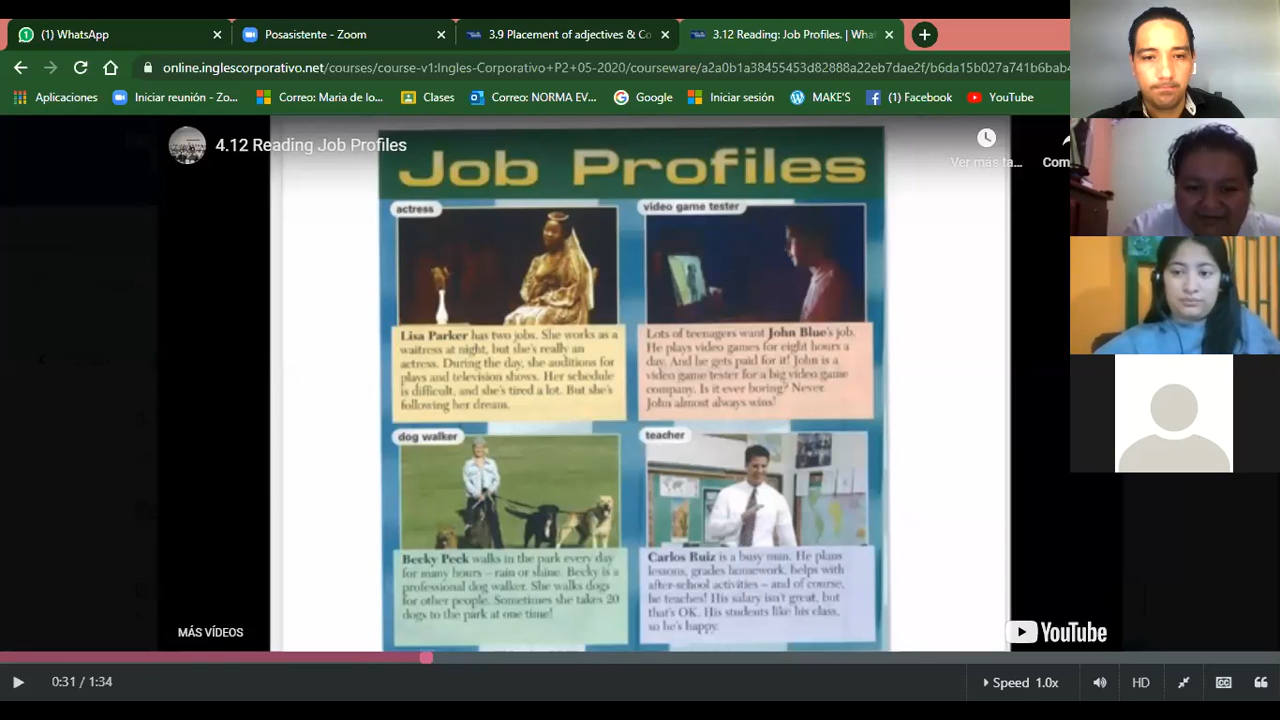 (1) WhatsApp
Posasistente - Zoom
3.9 Placement of adjectives & Co
3.12 Reading: Job Profiles. | Wha
online.inglescorporativo.net/courses/course-v1:Ingles-Corporativo+P2+05-2020/courseware/a2a0b1a38455453d82888a22eb7dae2f/b6da15b027a741b6bab4
Aplicaciones
Iniciar reunión - Zo...
Correo: Maria de lo...
Clases
Correo: NORMA EV...
Google
Iniciar sesión
MAKE'S
(1) Facebook
YouTube
4.12 Reading Job Profiles
Ver más ta...
Com
Job Profiles
actress
Lisa Parker has two jobs. She works as a
waitress at night, but she's really an
actress. During the day, she auditions for
plays and television shows. Her schedule
is difficult, and she's tired a lot. But she's
following her dream.
video game tester
Lots of teenagers want John Blue's job.
He plays video games for eight hours a
day. And he gets paid for it! John is a
video game tester for a big video game
company. Is it ever boring? Never.
John almost always wins!
dog walker
Becky Peck walks in the park every day
for many hours – rain or shine. Becky is a
professional dog walker. She walks dogs
for other people. Sometimes she takes 20
dogs to the park at one time!
teacher
Carlos Ruiz is a busy man. He plans
lessons, grades homework, helps with
after-school activities – and of course,
he teaches! His salary isn't great, but
that's OK. His students like his class,
so he's happy.
MÁS VÍDEOS
YouTube
0:31 / 1:34
Speed 1.0x
HD
CC